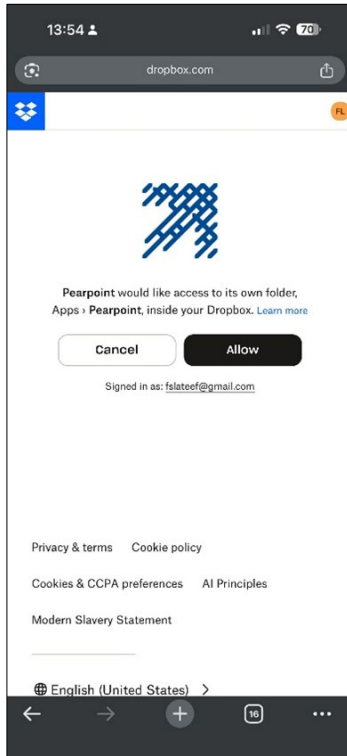 13:54
70
dropbox.com
FL
Pearpoint would like access to its own folder,
Apps › Pearpoint, inside your Dropbox. Learn more
Cancel
Allow
Signed in as: fslateef@gmail.com
Privacy & terms
Cookie policy
Cookies & CCPA preferences
AI Principles
Modern Slavery Statement
English (United States)
16